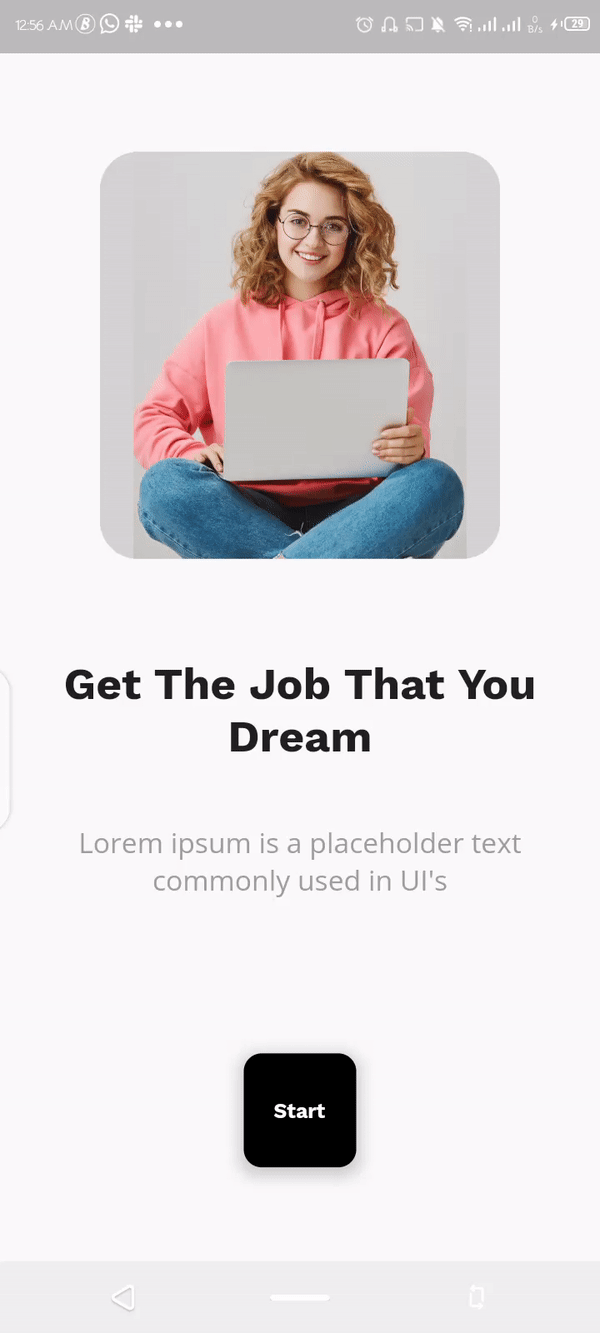 12:56 AM
0
B/s
29
Get The Job That You
Dream
Lorem ipsum is a placeholder text
commonly used in UI's
Start